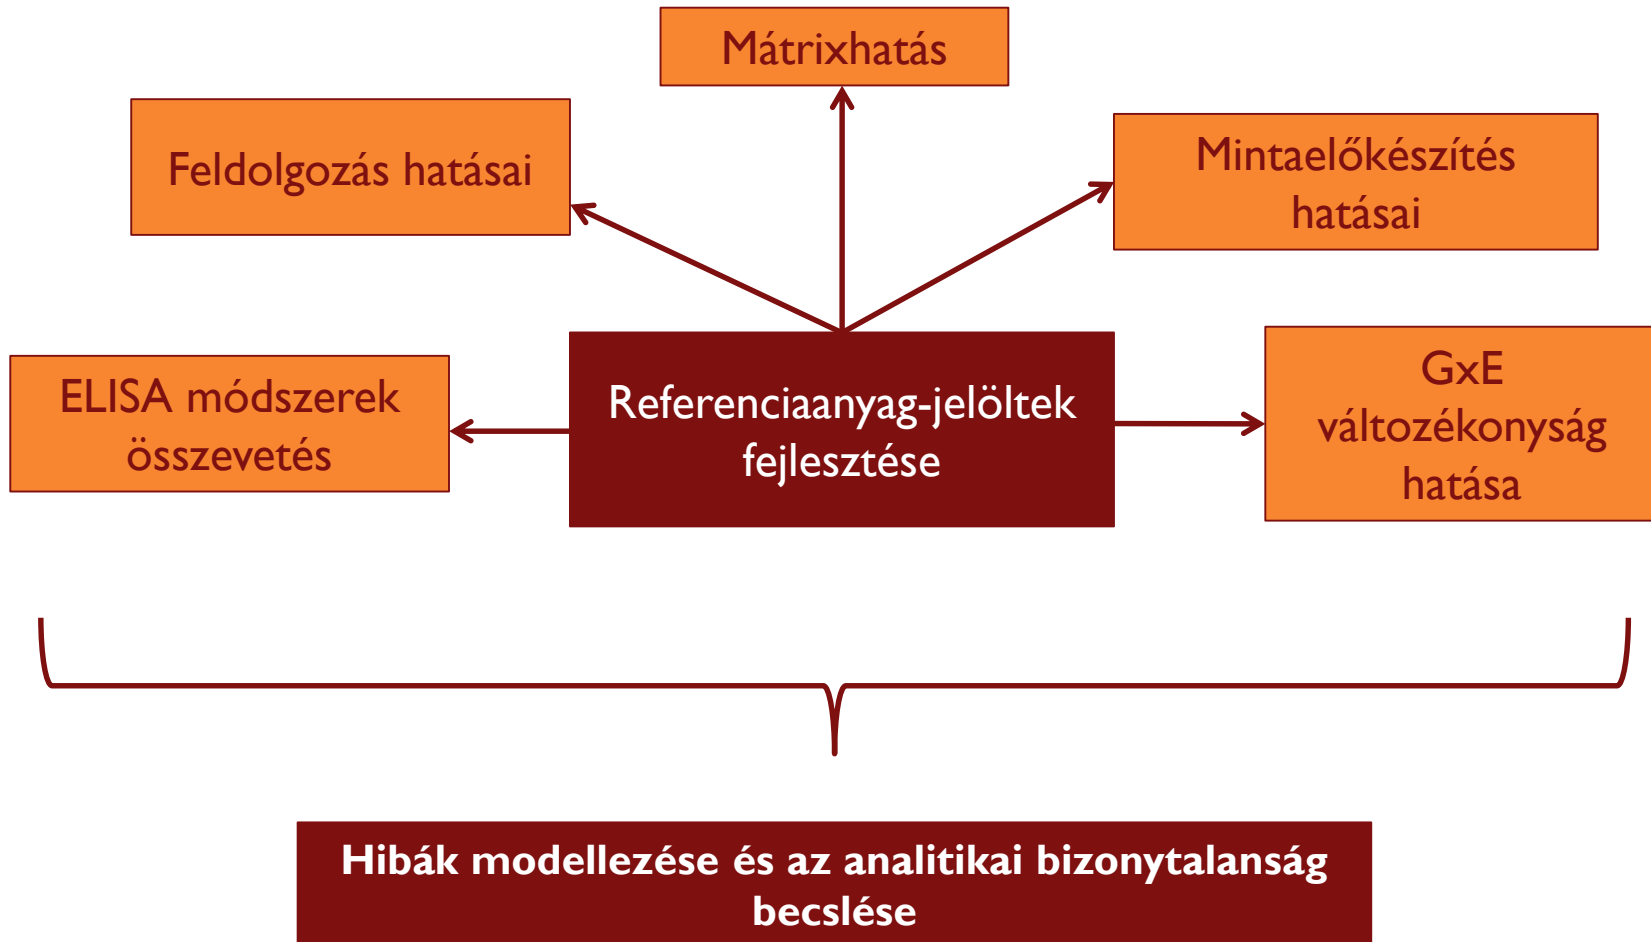 Mátrixhatás
Feldolgozás hatásai
Mintaelőkészítés
hatásai
ELISA módszerek
összevetés
Referenciaanyag-jelöltek
fejlesztése
GxE
változékonyság
hatása
Hibák modellezése és az analitikai bizonytalanság
becslése